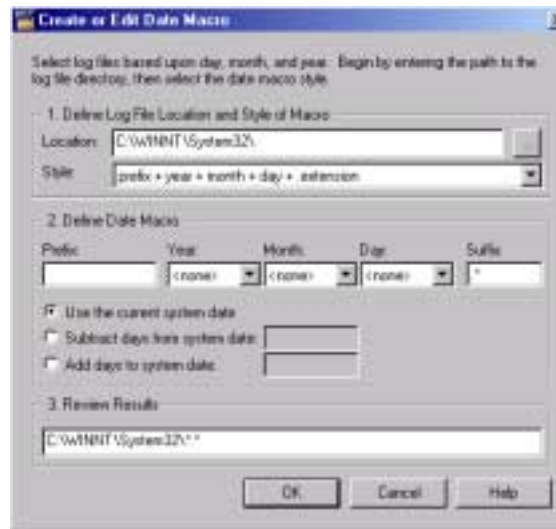 Create or Edit Date Macro
Select log files based upon day, month, and year. Begin by entering the path to the
log file directory, then select the date macro style.
1. Define Log File Location and Style of Macro
Location: C:\WINNT\System32\
Style: prefix + year + month + day + .extension
2. Define Date Macro
Prefix: Year: Month: Day: Suffix:
<none> <none> <none> .*
Use the current system date
Subtract days from system date:
Add days to system date:
3. Review Results
C:\WINNT\System32\*.*
OK Cancel Help